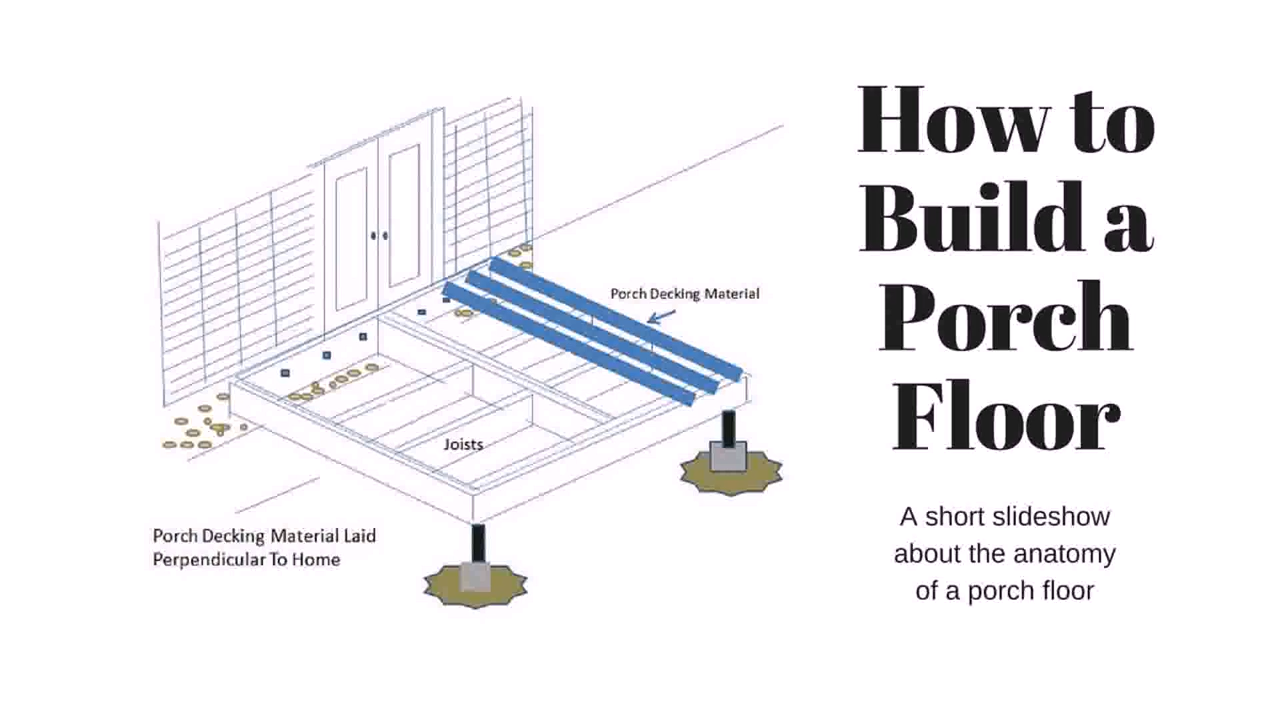 How to
Build a
Porch
Floor
A short slideshow
about the anatomy
of a porch floor
Porch Decking Material
Joists
Porch Decking Material Laid
Perpendicular To Home